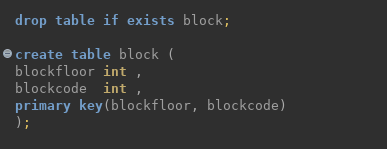 drop table if exists block;
create table block (
blockfloor int ,
blockcode  int ,
primary key(blockfloor, blockcode)
);